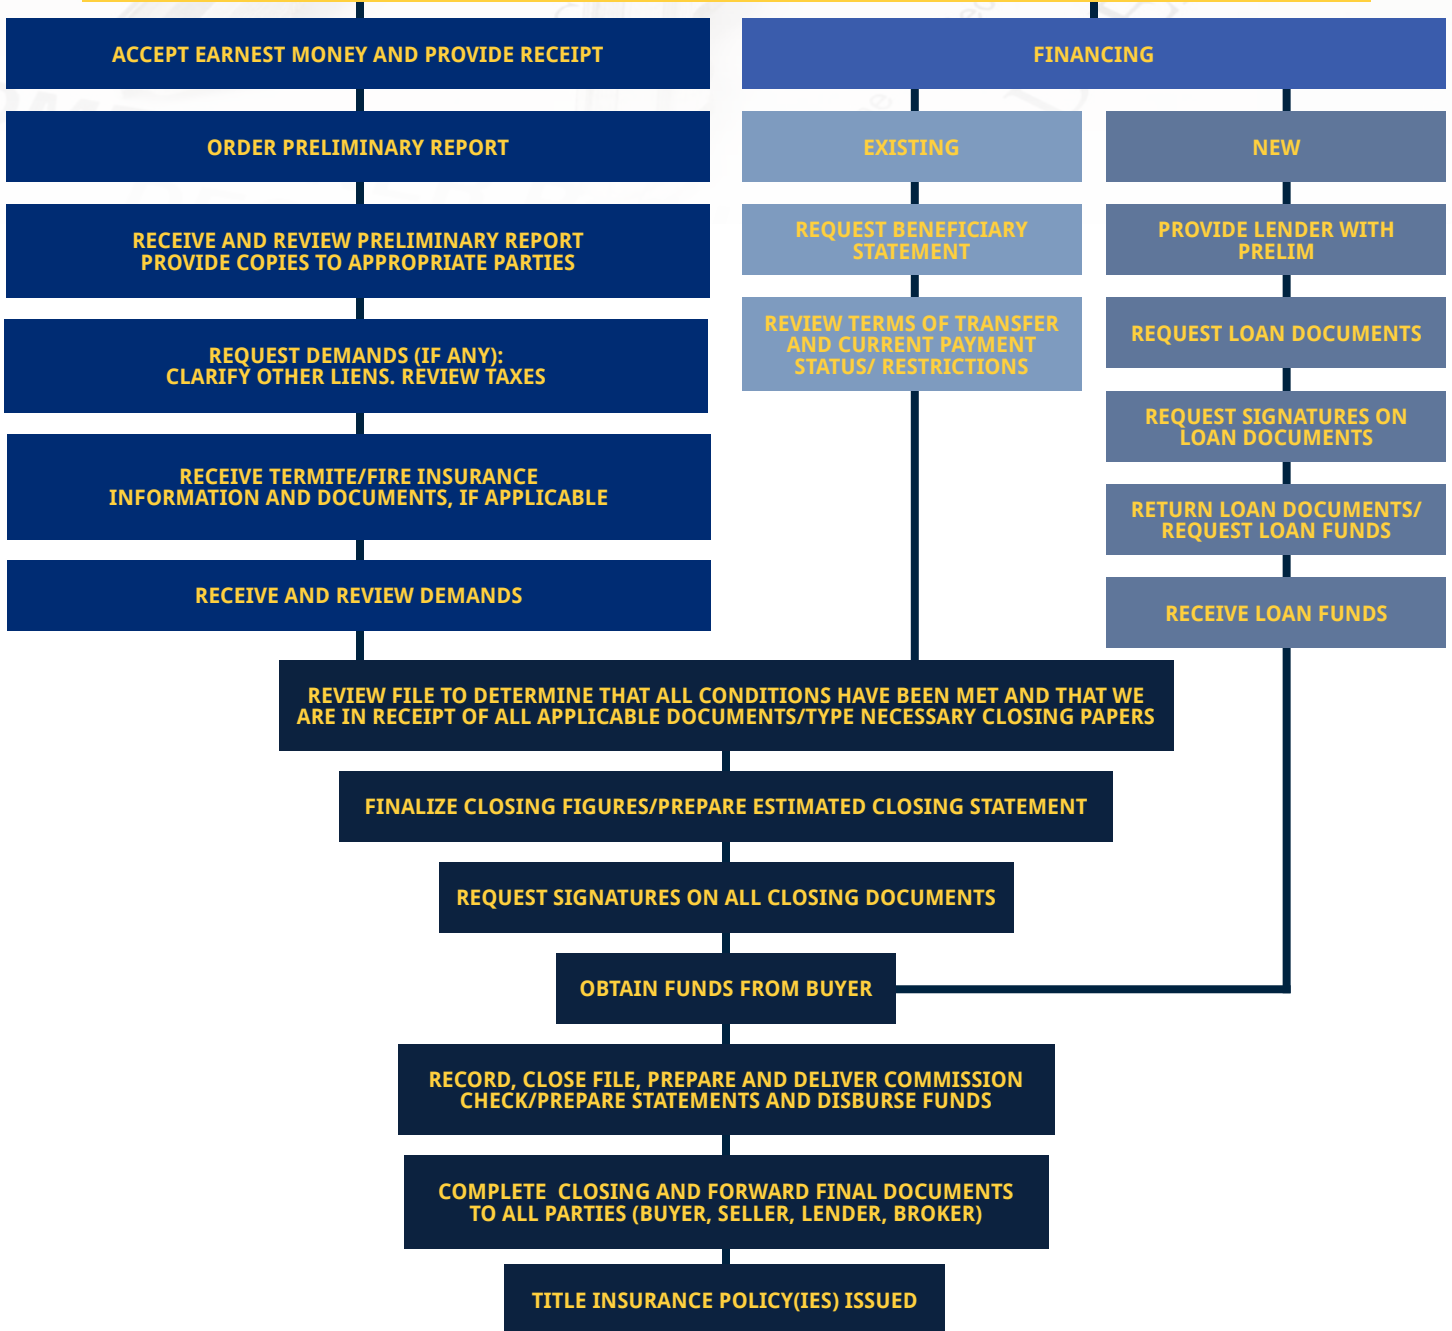 ACCEPT EARNEST MONEY AND PROVIDE RECEIPT
ORDER PRELIMINARY REPORT
RECEIVE AND REVIEW PRELIMINARY REPORT
PROVIDE COPIES TO APPROPRIATE PARTIES
REQUEST DEMANDS (IF ANY):
CLARIFY OTHER LIENS. REVIEW TAXES
RECEIVE TERMITE/FIRE INSURANCE
INFORMATION AND DOCUMENTS, IF APPLICABLE
RECEIVE AND REVIEW DEMANDS
FINANCING
EXISTING
REQUEST BENEFICIARY
STATEMENT
REVIEW TERMS OF TRANSFER
AND CURRENT PAYMENT
STATUS/ RESTRICTIONS
NEW
PROVIDE LENDER WITH
PRELIM
REQUEST LOAN DOCUMENTS
REQUEST SIGNATURES ON
LOAN DOCUMENTS
RETURN LOAN DOCUMENTS/
REQUEST LOAN FUNDS
RECEIVE LOAN FUNDS
REVIEW FILE TO DETERMINE THAT ALL CONDITIONS HAVE BEEN MET AND THAT WE
ARE IN RECEIPT OF ALL APPLICABLE DOCUMENTS/TYPE NECESSARY CLOSING PAPERS
FINALIZE CLOSING FIGURES/PREPARE ESTIMATED CLOSING STATEMENT
REQUEST SIGNATURES ON ALL CLOSING DOCUMENTS
OBTAIN FUNDS FROM BUYER
RECORD, CLOSE FILE, PREPARE AND DELIVER COMMISSION
CHECK/PREPARE STATEMENTS AND DISBURSE FUNDS
COMPLETE  CLOSING AND FORWARD FINAL DOCUMENTS
TO ALL PARTIES (BUYER, SELLER, LENDER, BROKER)
TITLE INSURANCE POLICY(IES) ISSUED